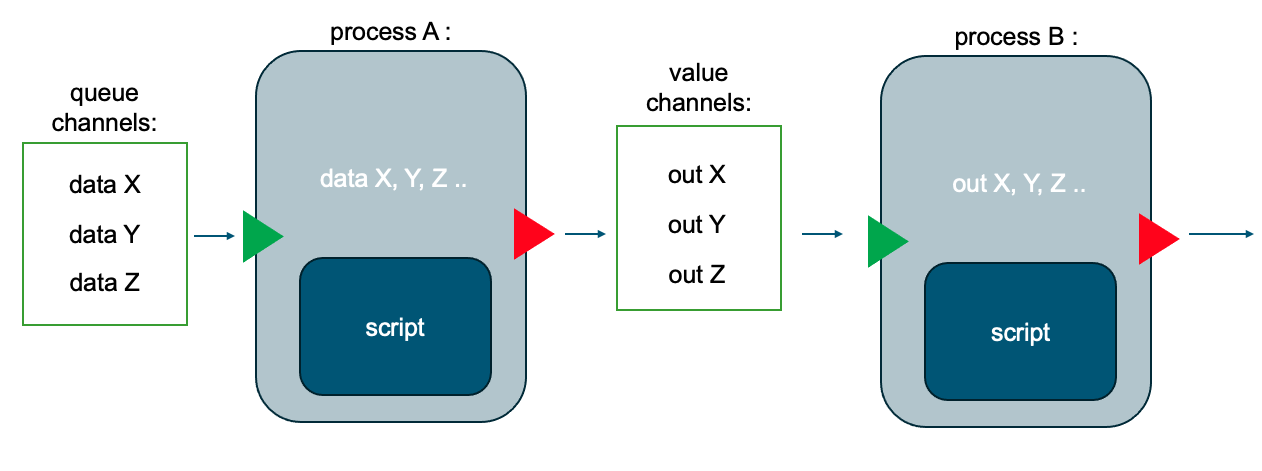 process A :
process B :
queue
channels:
data X
data Y
data Z
data X, Y, Z ..
script
value
channels:
out X
out Y
out Z
out X, Y, Z ..
script